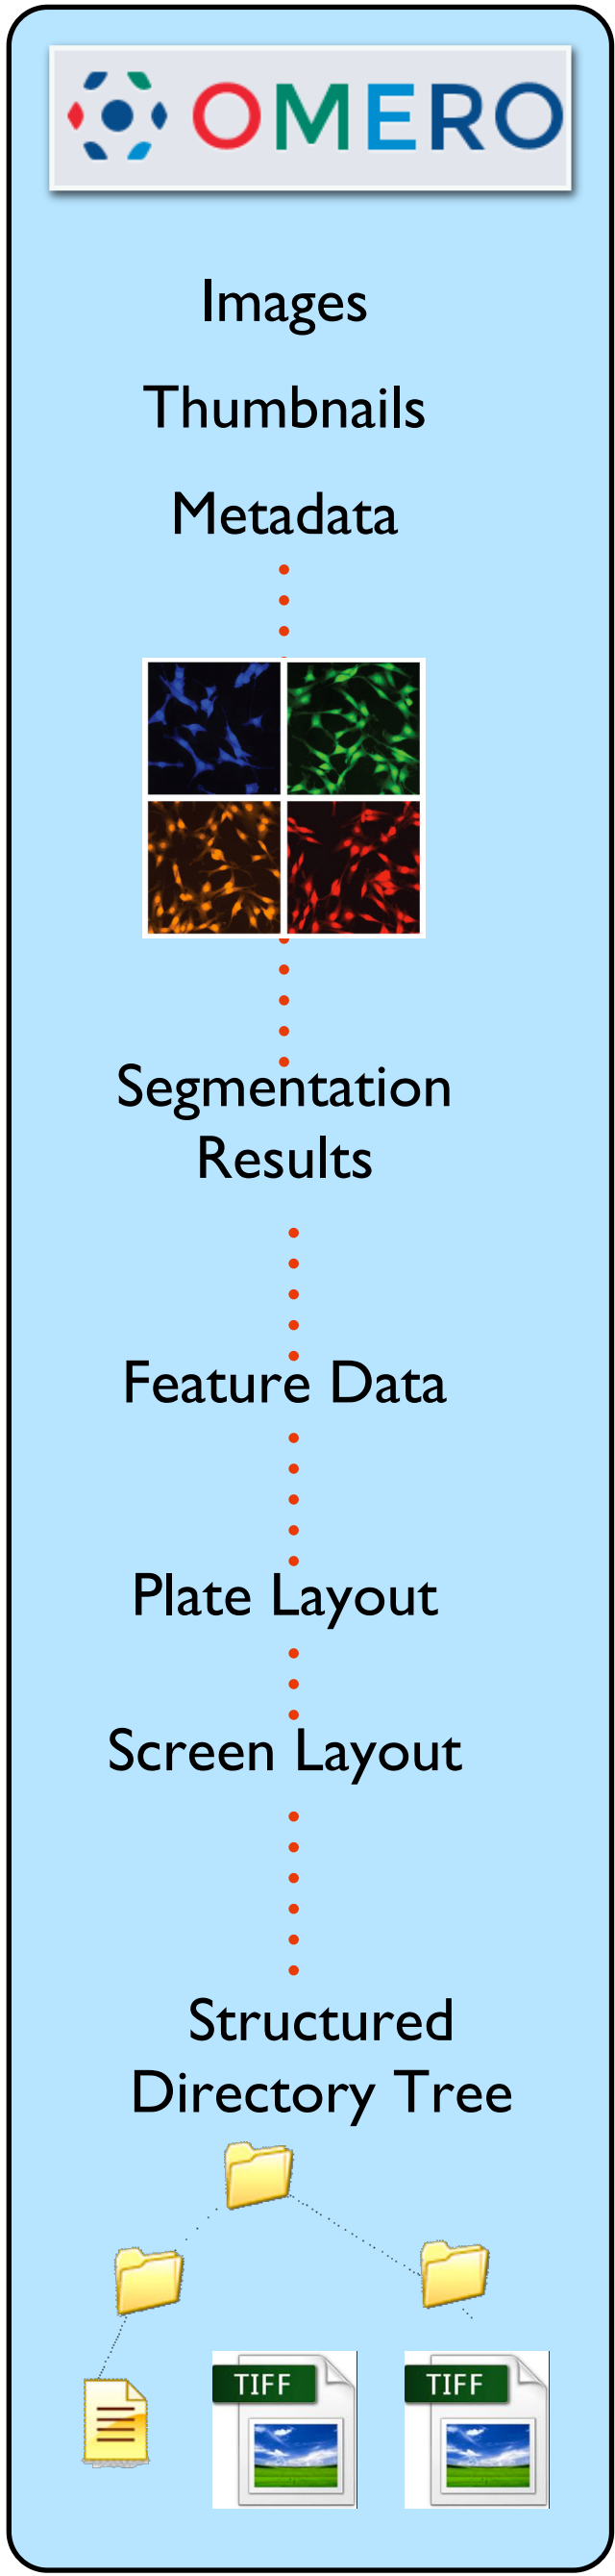 OMERO
Images
Thumbnails
Metadata
Segmentation
Results
Feature Data
Plate Layout
Screen Layout
Structured
Directory Tree
TIFF TIFF